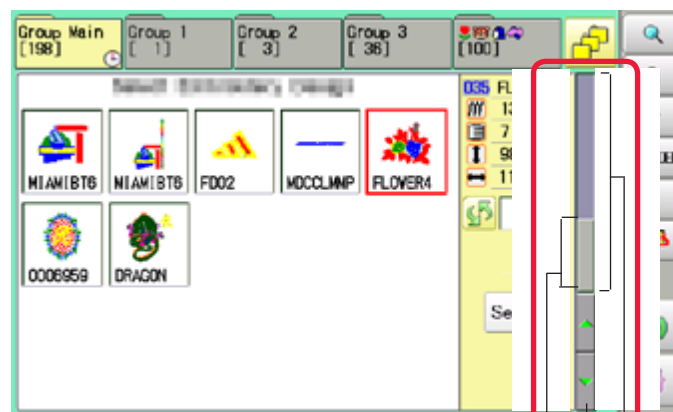 Group Main
[198]
Group 1
[ 1]
Group 2
[ 3]
Group 3
[ 36]
[100]
035 FL
13
7
98
11
MIAMIBT6
MIAMIBT6
FD02
MDCCLMMP
FLOWER4
0006959
DRAGON
Se